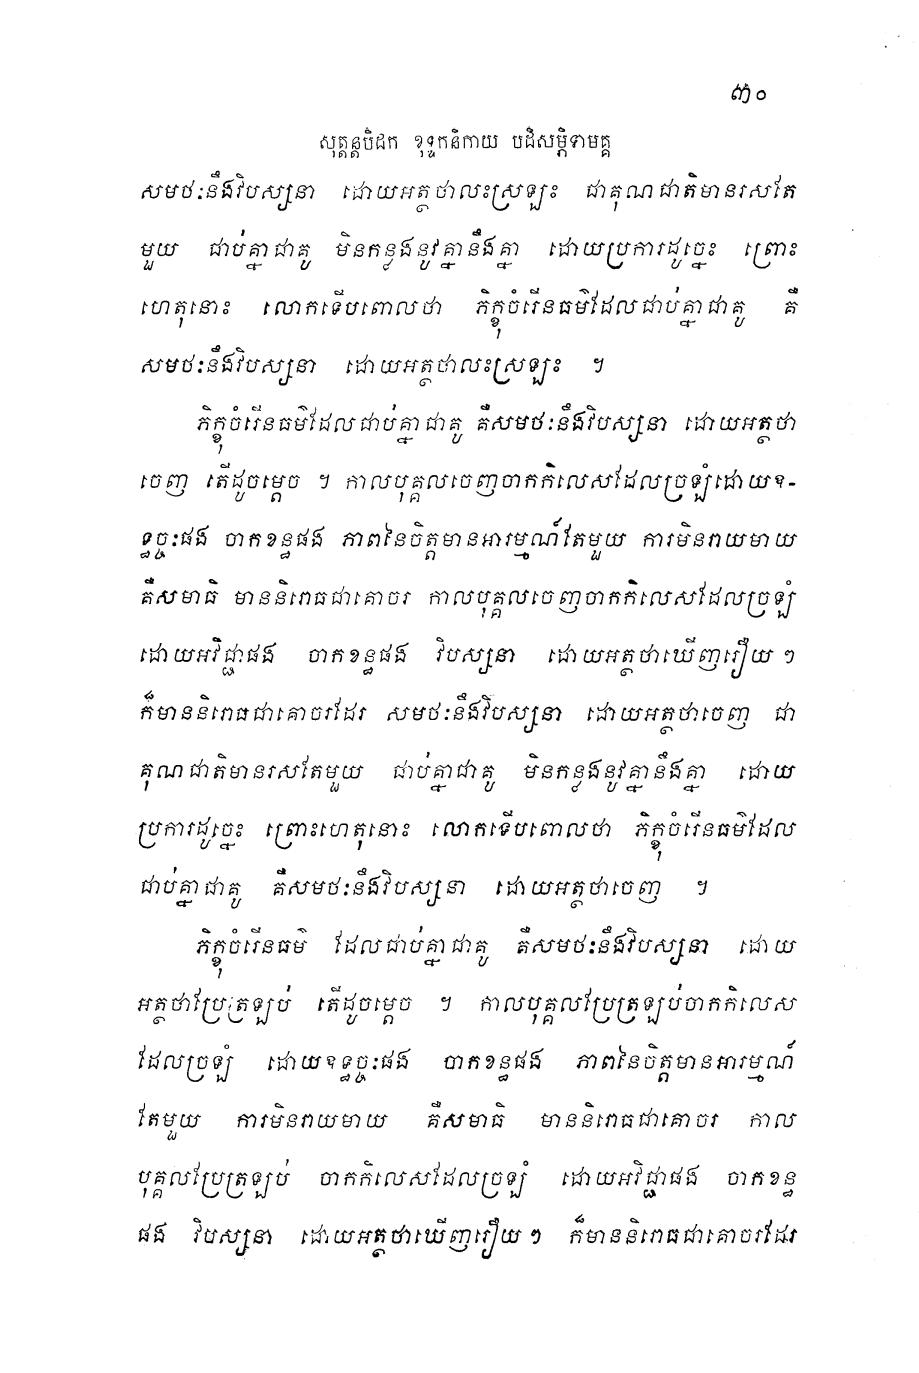 ៣០
សុត្តន្តបិដក ខុទ្ទកនិកាយ បដិសម្ភិទាមគ្គ
សមថៈនឹងវិបស្សនា ដោយអត្ថថាលះស្រឡះ ជាគុណជាតិមានរសតែ
មួយ ជាប់គ្នាជាគូ មិនកន្លងនូវគ្នានឹងគ្នា ដោយប្រការដូច្នេះ ព្រោះ
ហេតុនោះ លោកទើបពោលថា ភិក្ខុចំរើនធម៌ដែលជាប់គ្នាជាគូ គឺ
សមថៈនឹងវិបស្សនា ដោយអត្ថថាលះស្រឡះ ។
ភិក្ខុចំរើនធម៌ដែលជាប់គ្នាជាគូ គឺសមថៈនឹងវិបស្សនា ដោយអត្ថថា
ចេញ តើដូចម្តេច ។ កាលបុគ្គលចេញចាកកិលេសដែលច្រឡំដោយឧ-
ទ្ធច្ចៈផង ចាកខន្ធផង ភាពនៃចិត្តមានអារម្មណ៍តែមួយ ការមិនរាយមាយ
គឺសមាធិ មាននិរោធជាគោចរ កាលបុគ្គលចេញចាកកិលេសដែលច្រឡំ
ដោយអវិជ្ជាផង ចាកខន្ធផង វិបស្សនា ដោយអត្ថថាឃើញរឿយ ៗ
ក៏មាននិរោធជាគោចរដែរ សមថៈនឹងវិបស្សនា ដោយអត្ថថាចេញ ជា
គុណជាតិមានរសតែមួយ ជាប់គ្នាជាគូ មិនកន្លងនូវគ្នានឹងគ្នា ដោយ
ប្រការដូច្នេះ ព្រោះហេតុនោះ លោកទើបពោលថា ភិក្ខុចំរើនធម៌ដែល
ជាប់គ្នាជាគូ គឺសមថៈនឹងវិបស្សនា ដោយអត្ថថាចេញ ។
ភិក្ខុចំរើនធម៌ ដែលជាប់គ្នាជាគូ គឺសមថៈនឹងវិបស្សនា ដោយ
អត្ថថាប្រែត្រឡប់ តើដូចម្តេច ។ កាលបុគ្គលប្រែត្រឡប់ចាកកិលេស
ដែលច្រឡំ ដោយឧទ្ធច្ចៈផង ចាកខន្ធផង ភាពនៃចិត្តមានអារម្មណ៍
តែមួយ ការមិនរាយមាយ គឺសមាធិ មាននិរោធជាគោចរ កាល
បុគ្គលប្រែត្រឡប់ ចាកកិលេសដែលច្រឡំ ដោយអវិជ្ជាផង ចាកខន្ធ
ផង វិបស្សនា ដោយអត្ថថាឃើញរឿយ ៗ ក៏មាននិរោធជាគោចរដែរ